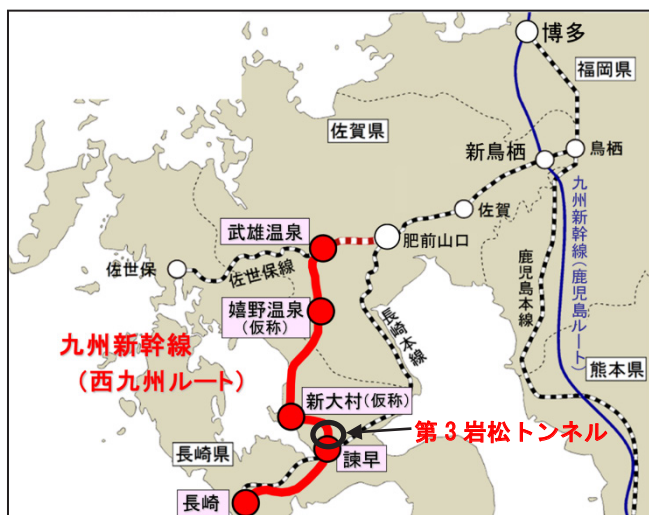 博多
福岡県
佐賀県
新鳥栖
鳥栖
佐賀
九州新幹線(鹿児島ルート)
武雄温泉
肥前山口
佐世保
佐世保線
鹿児島本線
嬉野温泉
(仮称)
長崎本線
九州新幹線
(西九州ルート)
熊本県
新大村(仮称)
第3岩松トンネル
長崎県
諫早
長崎